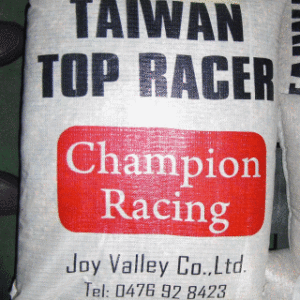 TAIWAN
TOP RACER
Champion
Racing
Joy Valley Co.,Ltd.
Tel: 0476 92 8423